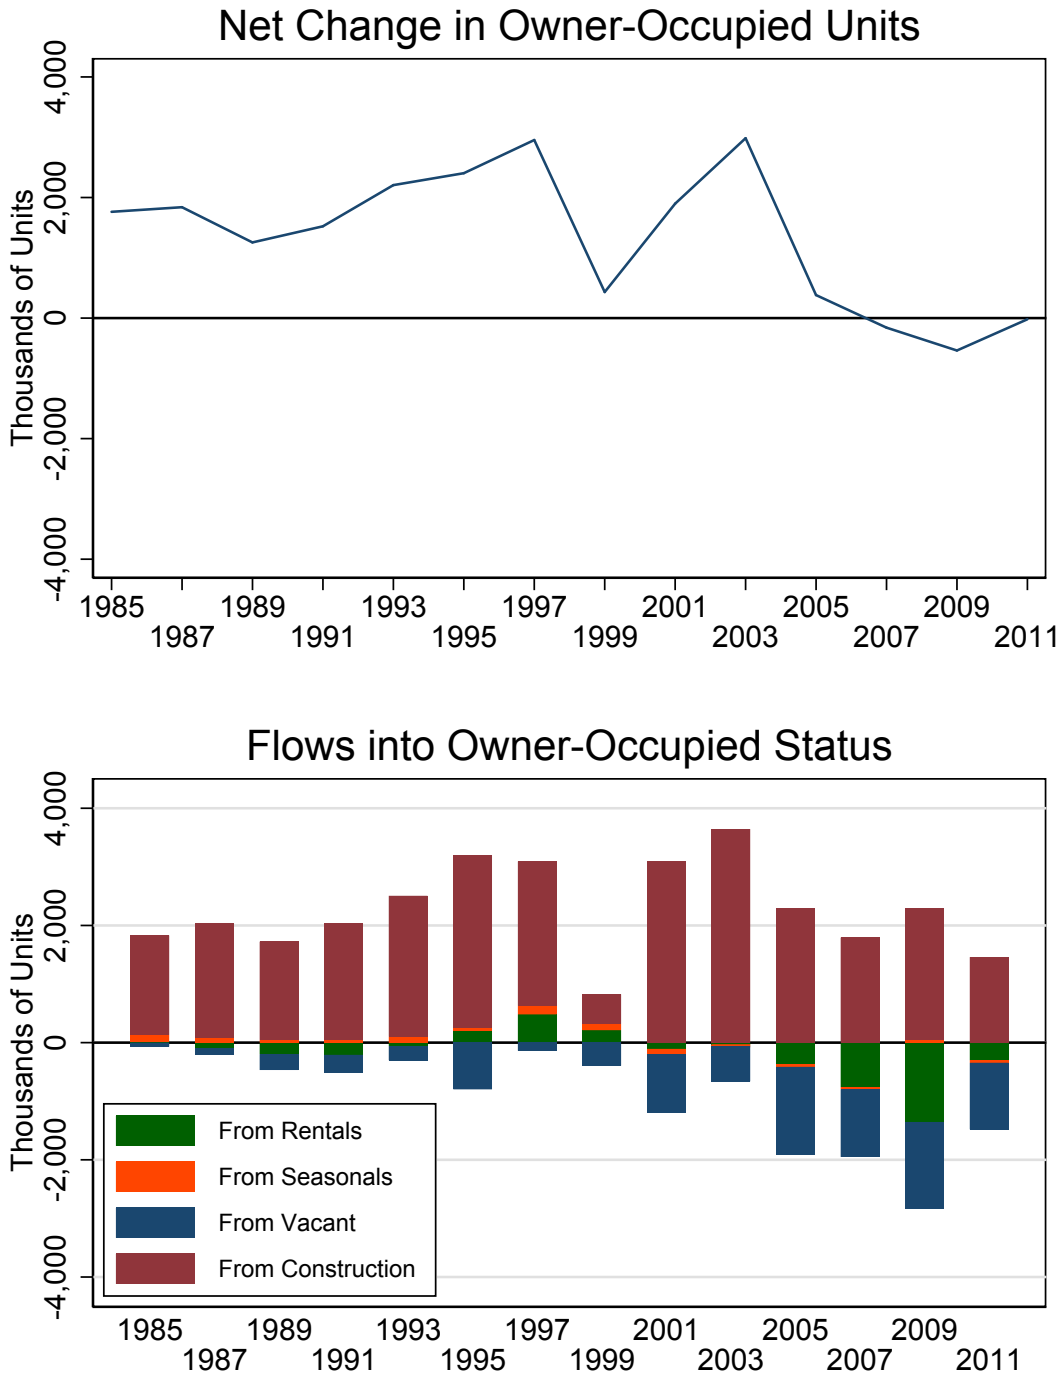 Net Change in Owner-Occupied Units
Thousands of Units
4,000
2,000
0
-2,000
-4,000
1985 1989 1993 1997 2001 2005 2009
1987 1991 1995 1999 2003 2007 2011
Flows into Owner-Occupied Status
Thousands of Units
4,000
2,000
0
-2,000
-4,000
From Rentals
From Seasonals
From Vacant
From Construction
1985 1989 1993 1997 2001 2005 2009
1987 1991 1995 1999 2003 2007 2011